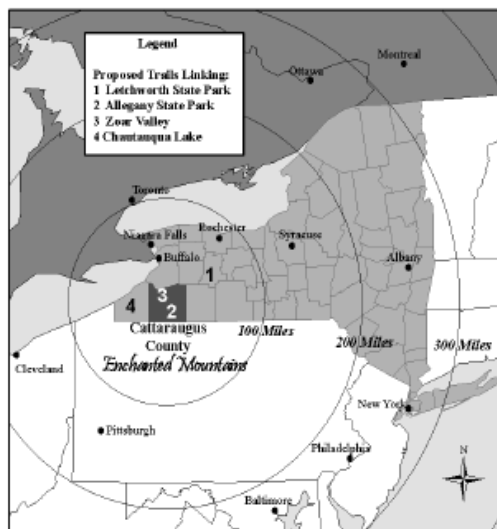 Legend
Proposed Trails Linking:
1 Letchworth State Park
2 Allegany State Park
3 Zoar Valley
4 Chautauqua Lake
Montreal
Ottawa
Toronto
Niagara Falls
Rochester
Syracuse
Buffalo
Albany
1
3
4
2
Cattaraugus
County
Enchanted Mountains
100 Miles
200 Miles
300 Miles
Cleveland
New York
Pittsburgh
Philadelphia
Baltimore
N